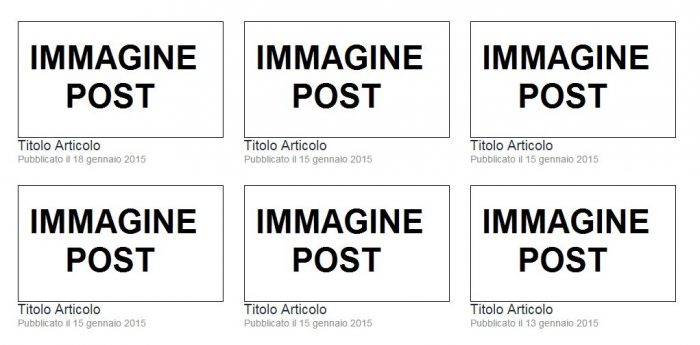 IMMAGINE
POST
Titolo Articolo
Pubblicato il 18 gennaio 2015
IMMAGINE
POST
Titolo Articolo
Pubblicato il 15 gennaio 2015
IMMAGINE
POST
Titolo Articolo
Pubblicato il 15 gennaio 2015
IMMAGINE
POST
Titolo Articolo
Pubblicato il 15 gennaio 2015
IMMAGINE
POST
Titolo Articolo
Pubblicato il 15 gennaio 2015
IMMAGINE
POST
Titolo Articolo
Pubblicato il 13 gennaio 2015